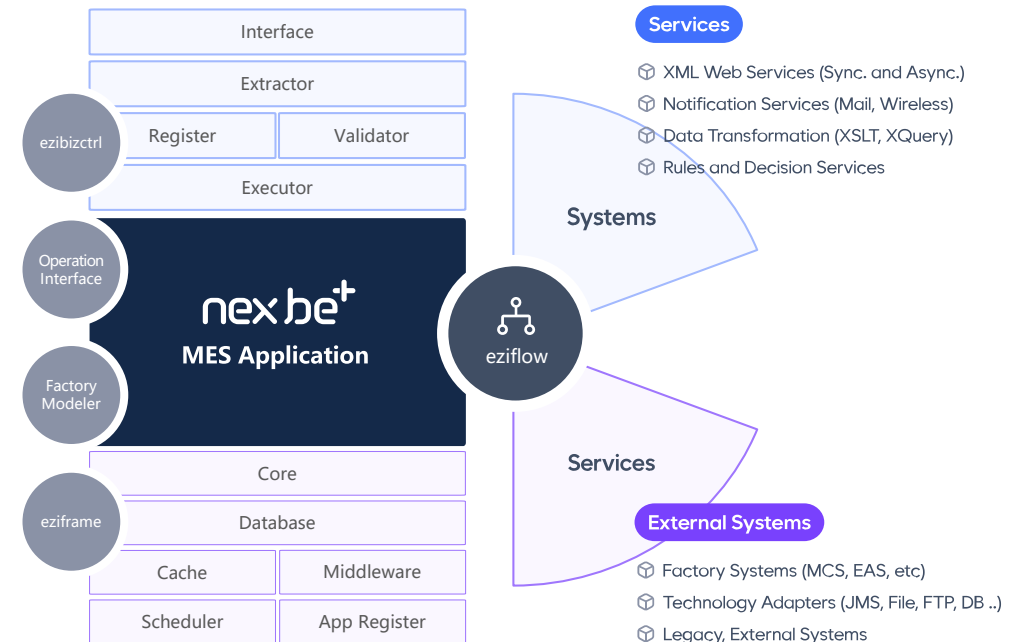 Interface
Extractor
Register
Validator
Executor
ezibizctrl
Operation
Interface
Factory
Modeler
eziframe
nexbe+
MES Application
Core
Database
Cache
Middleware
Scheduler
App Register
eziflow
Systems
Services
Services
XML Web Services (Sync. and Async.)
Notification Services (Mail, Wireless)
Data Transformation (XSLT, XQuery)
Rules and Decision Services
External Systems
Factory Systems (MCS, EAS, etc)
Technology Adapters (JMS, File, FTP, DB ..)
Legacy, External Systems